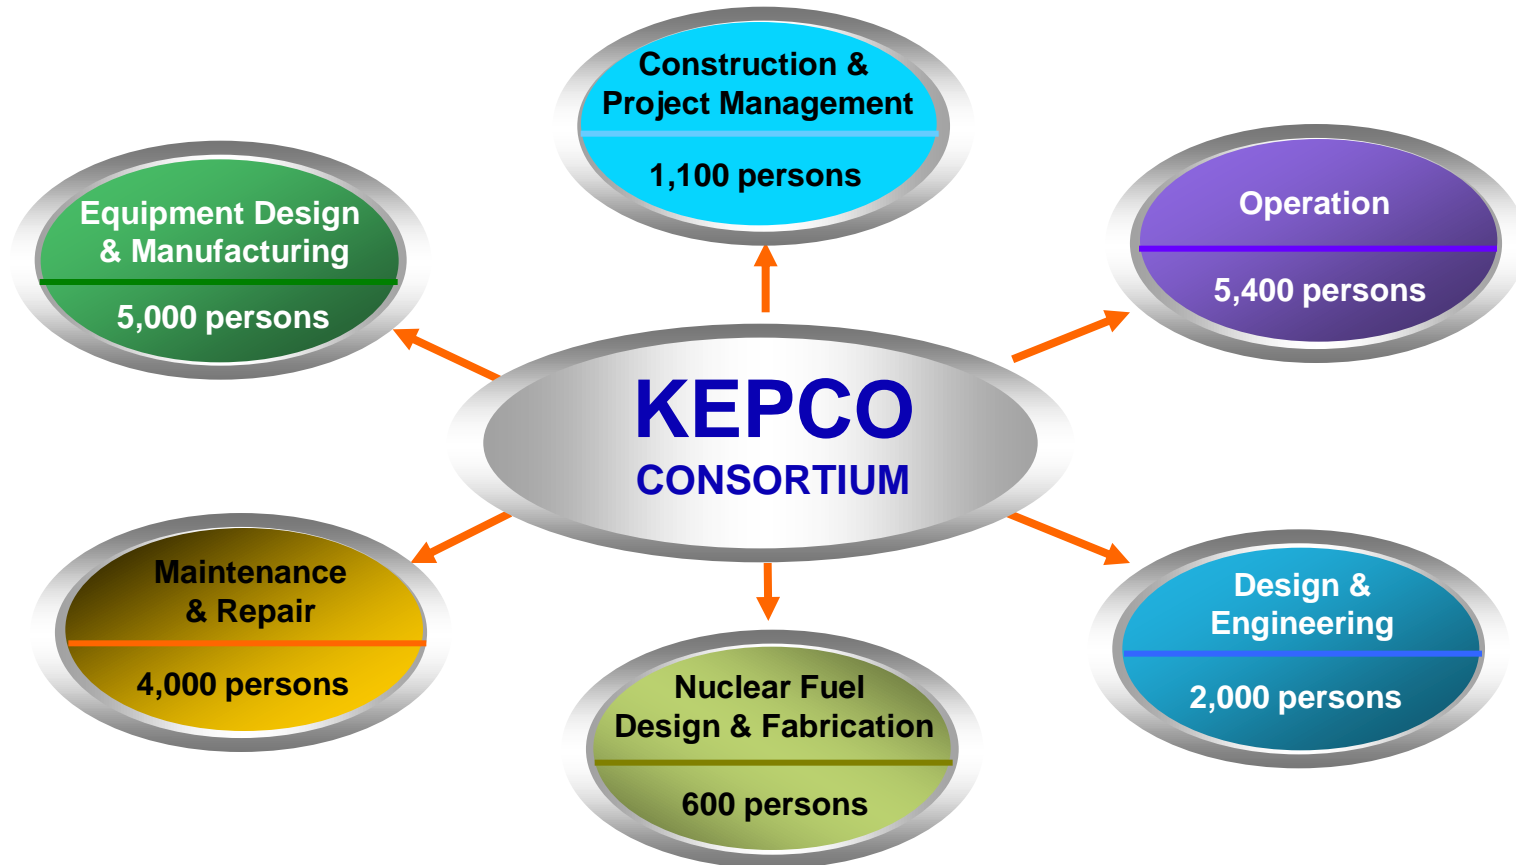 Construction &
Project Management
1,100 persons
Equipment Design
& Manufacturing
5,000 persons
Operation
5,400 persons
KEPCO
CONSORTIUM
Maintenance
& Repair
4,000 persons
Nuclear Fuel
Design & Fabrication
600 persons
Design &
Engineering
2,000 persons